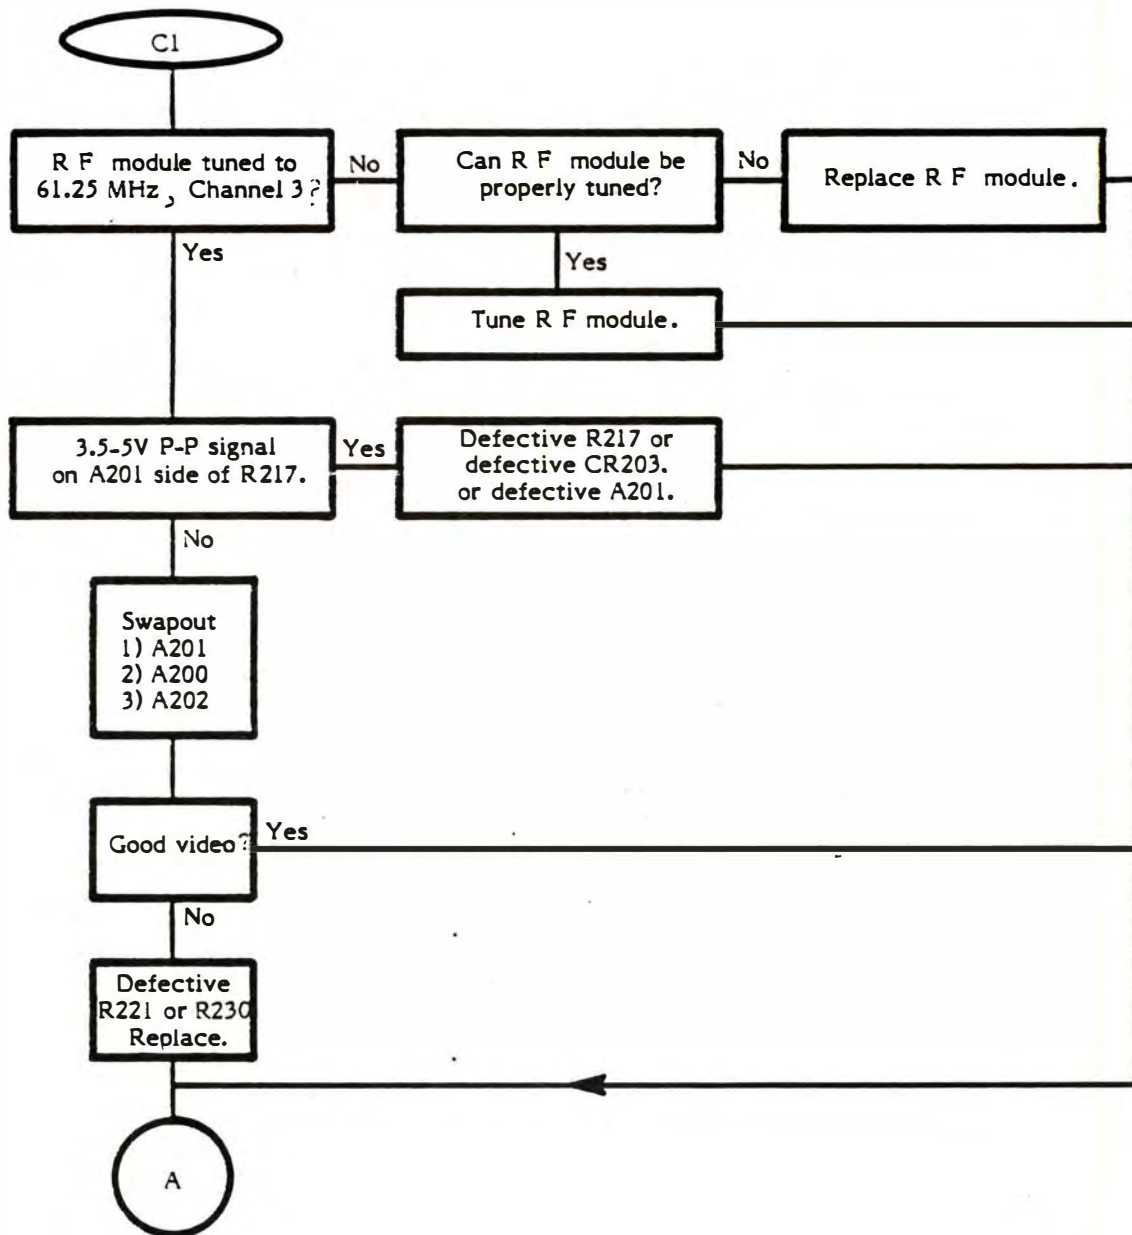 C1
R F module tuned to
61.25 MHz, Channel 3?
No
Can R F module be
properly tuned?
No
Replace R F module.
Yes
Yes
Tune R F module.
3.5-5V P-P signal
on A201 side of R217.
Yes
Defective R217 or
defective CR203.
or defective A201.
No
Swapout
1) A201
2) A200
3) A202
Good video?
Yes
No
Defective
R221 or R230
Replace.
A